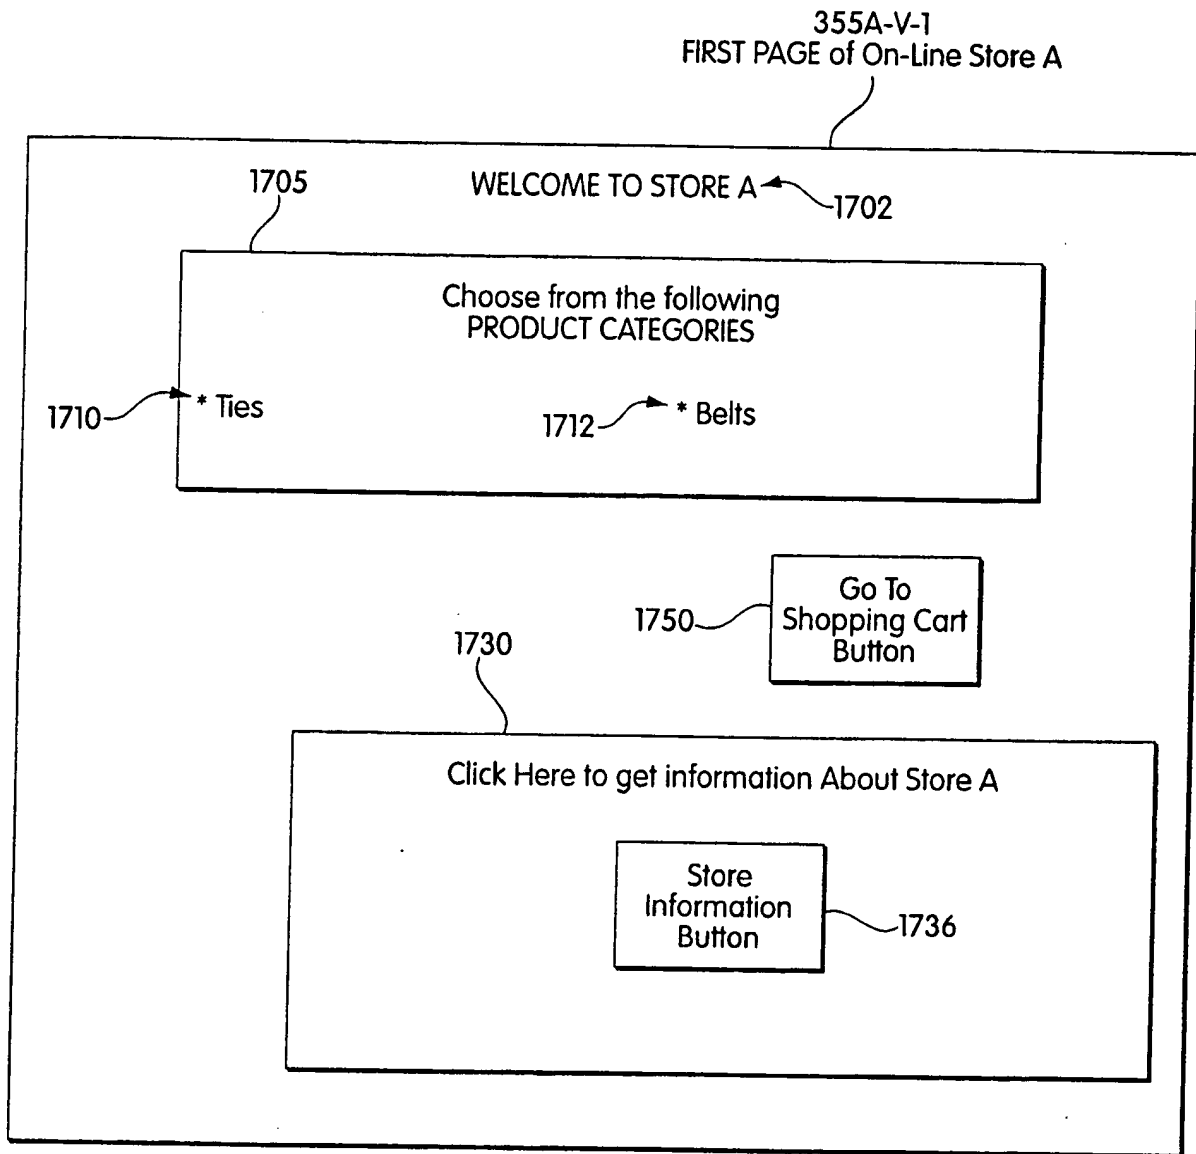 355A-V-1
FIRST PAGE of On-Line Store A
1705
WELCOME TO STORE A
1702
Choose from the following
PRODUCT CATEGORIES
1710
* Ties
1712
* Belts
1750
Go To
Shopping Cart
Button
1730
Click Here to get information About Store A
Store
Information
Button
1736